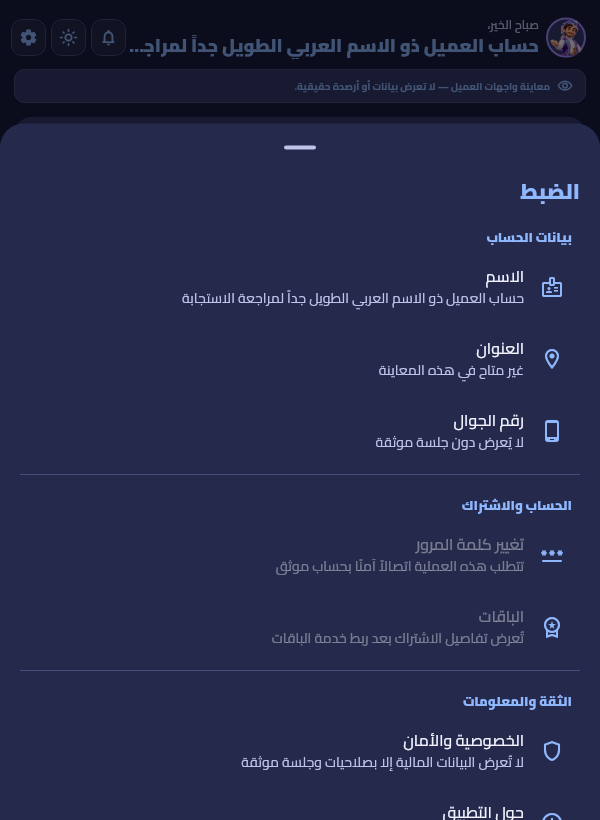 صباح الخير،
حساب العميل ذو الاسم العربي الطويل جداً لمراجـ...
معاينة واجهات العميل — لا تعرض بيانات أو أرصدة حقيقية.
الضبط
بيانات الحساب
الاسم
حساب العميل ذو الاسم العربي الطويل جداً لمراجعة الاستجابة
العنوان
غير متاح في هذه المعاينة
رقم الجوال
لا يُعرض دون جلسة موثقة
الحساب والاشتراك
تغيير كلمة المرور
تتطلب هذه العملية اتصالاً آمنًا بحساب موثق
الباقات
تُعرض تفاصيل الاشتراك بعد ربط خدمة الباقات
الثقة والمعلومات
الخصوصية والأمان
لا تُعرض البيانات المالية إلا بصلاحيات وجلسة موثقة
حول التطبيق